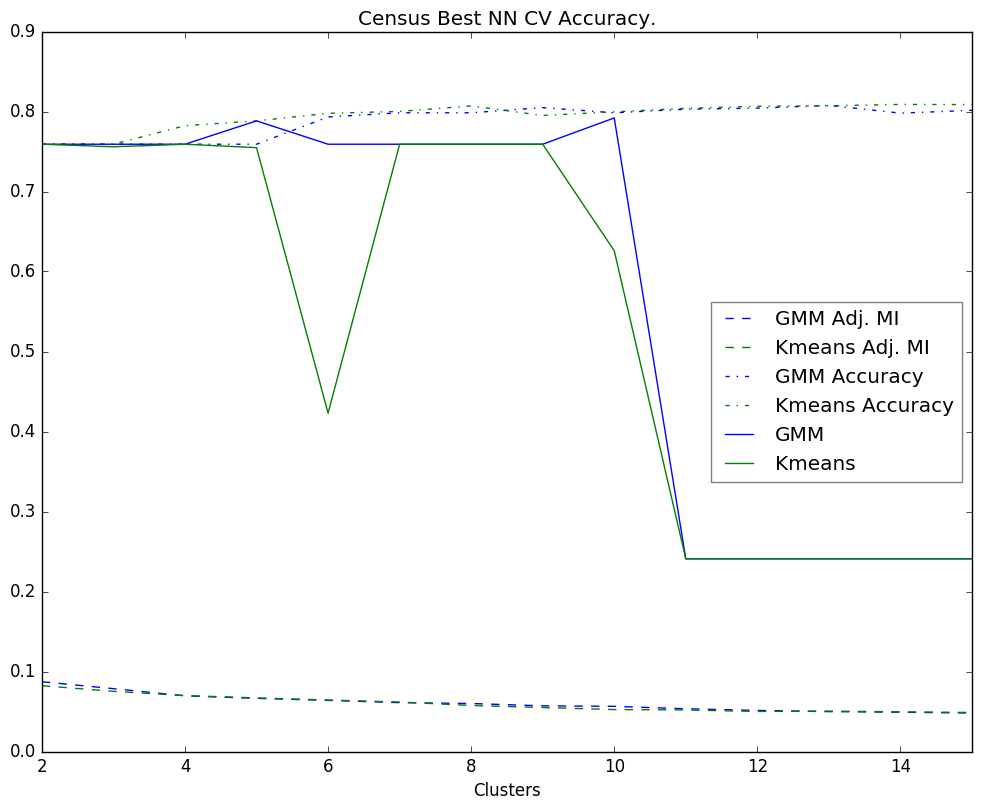 Census Best NN CV Accuracy.
0.9
0.8
0.7
0.6
0.5
0.4
0.3
0.2
0.1
0.0
GMM Adj. MI
Kmeans Adj. MI
GMM Accuracy
Kmeans Accuracy
GMM
Kmeans
2 4 6 8 10 12 14
Clusters